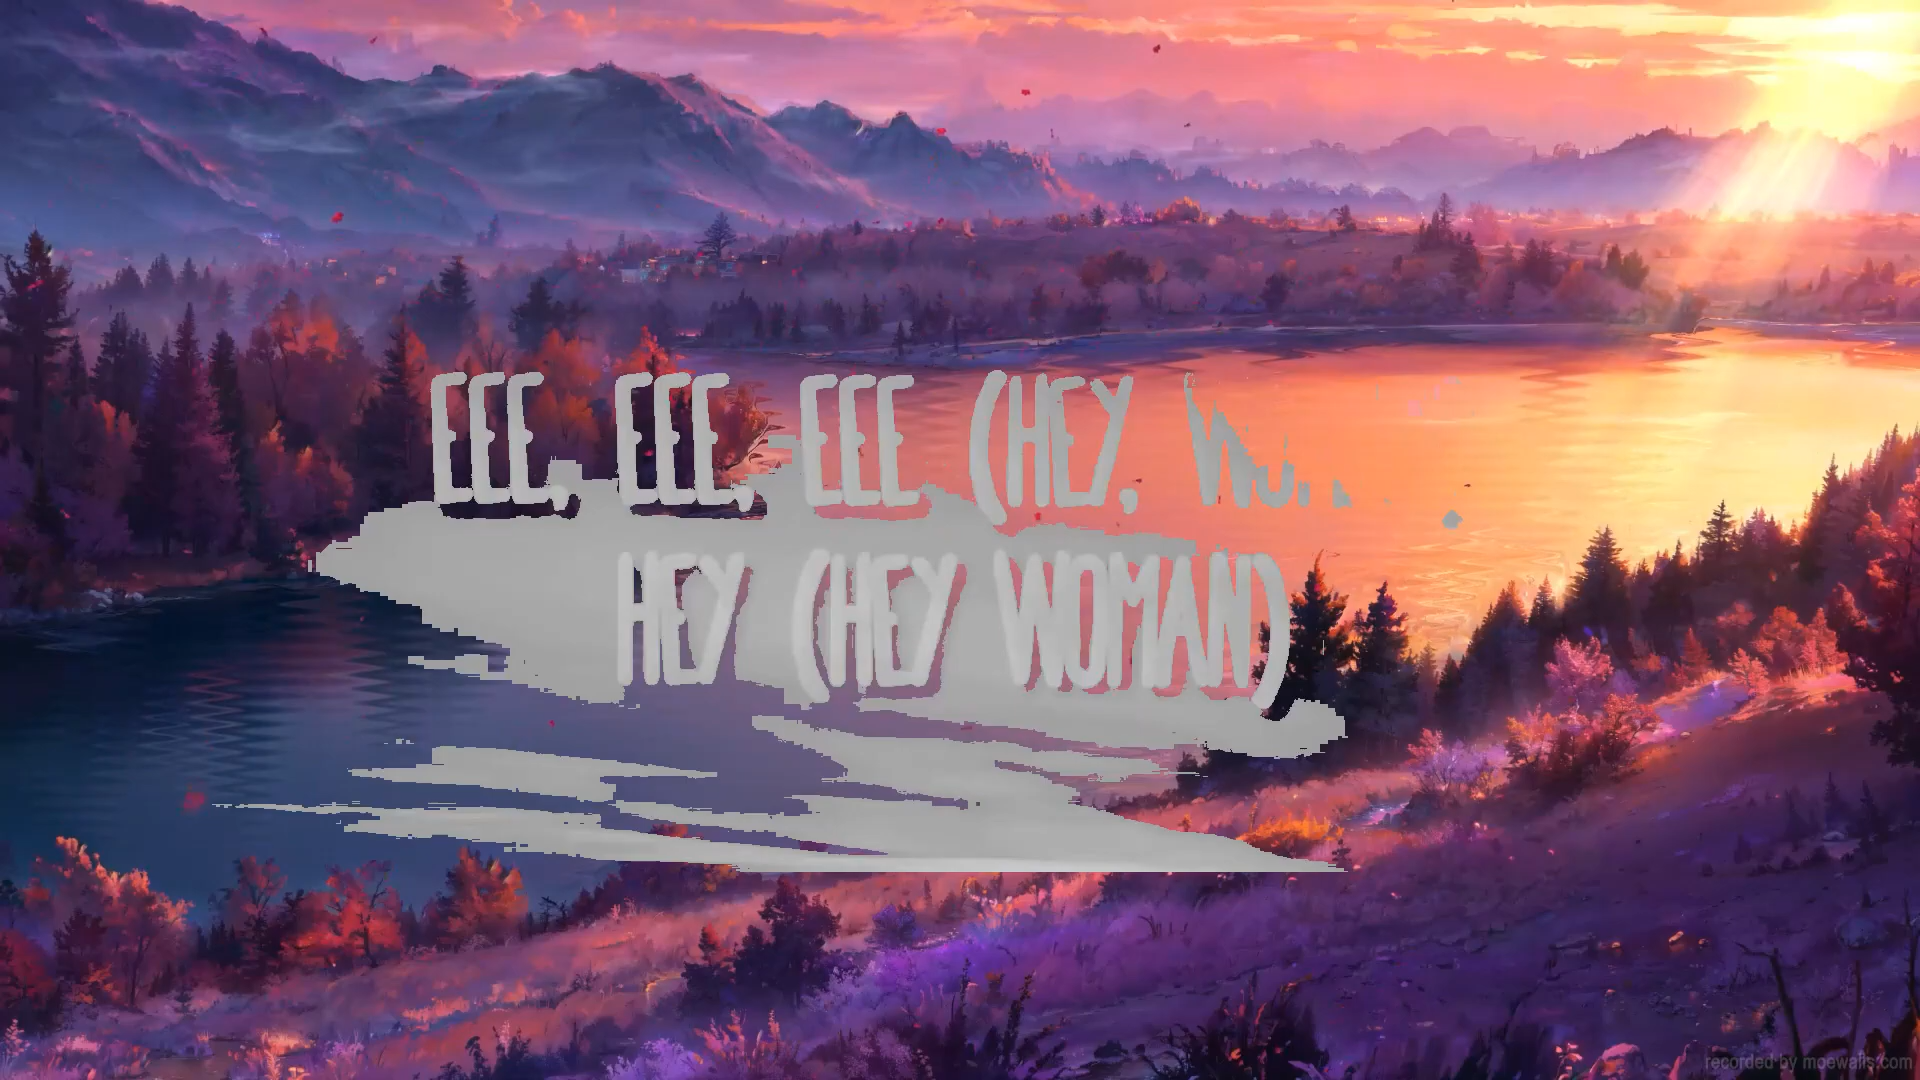 EEE, EEE, -EEE (HEY,
HEY (HEY WOMAN)
recorded by moewalls.com